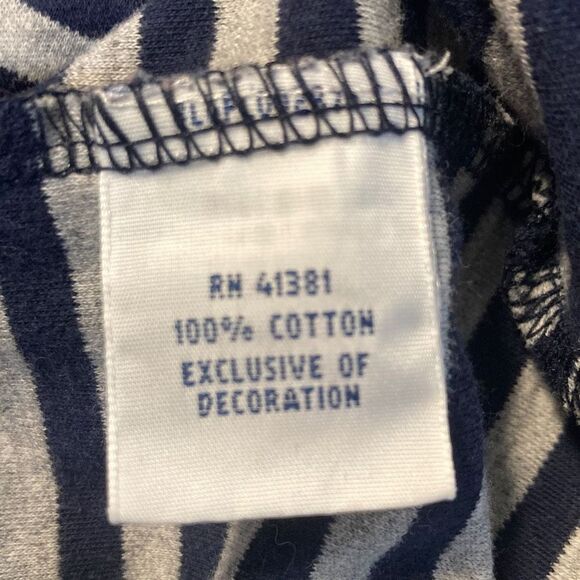 RN 41381
100% COTTON
EXCLUSIVE OF
DECORATION